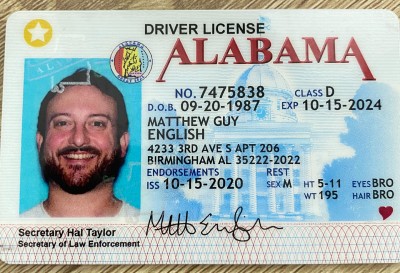 DRIVER LICENSE
ALABAMA
NO. 7475838 CLASS D
D.O.B. 09-20-1987 EXP 10-15-2024
MATTHEW GUY
ENGLISH
4233 3RD AVE S APT 206
BIRMINGHAM AL 35222-2022
ENDORSEMENTS REST
ISS 10-15-2020 SEX M HT 5-11 EYES BRO
WT 195 HAIR BRO
Secretary Hal Taylor
Secretary of Law Enforcement